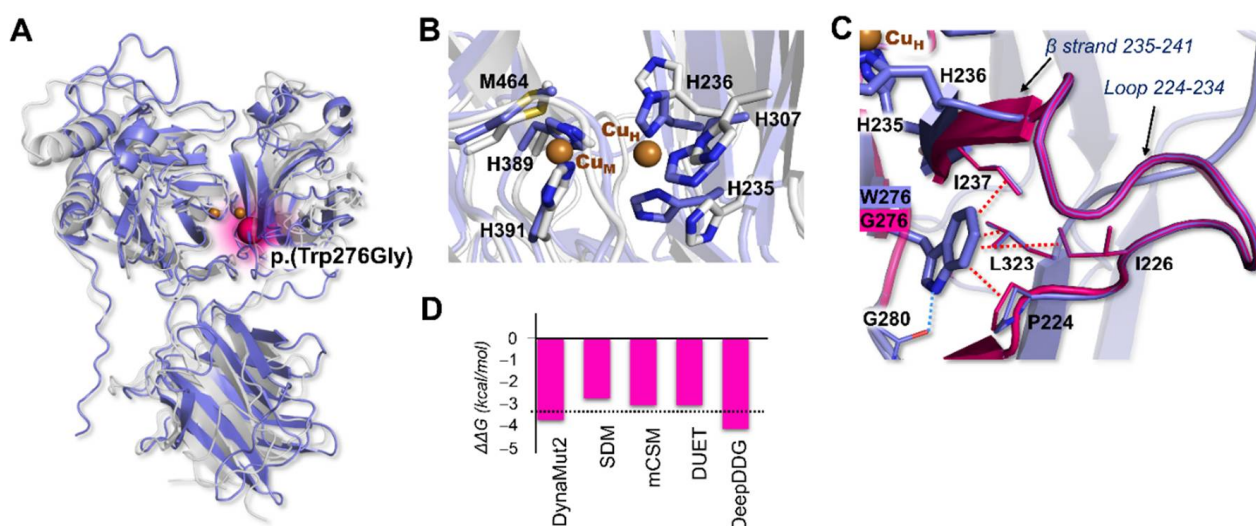 A
p.(Trp276Gly)
B
M464
H236
Cu_H
H307
H389
Cu_M
H235
H391
C
Cu_H
β strand 235-241
H236
Loop 224-234
H235
I237
W276
G276
L323
I226
G280
P224
D
ΔΔG (kcal/mol)
0
−1
−2
−3
−4
−5
DynaMut2
SDM
mCSM
DUET
DeepDDG